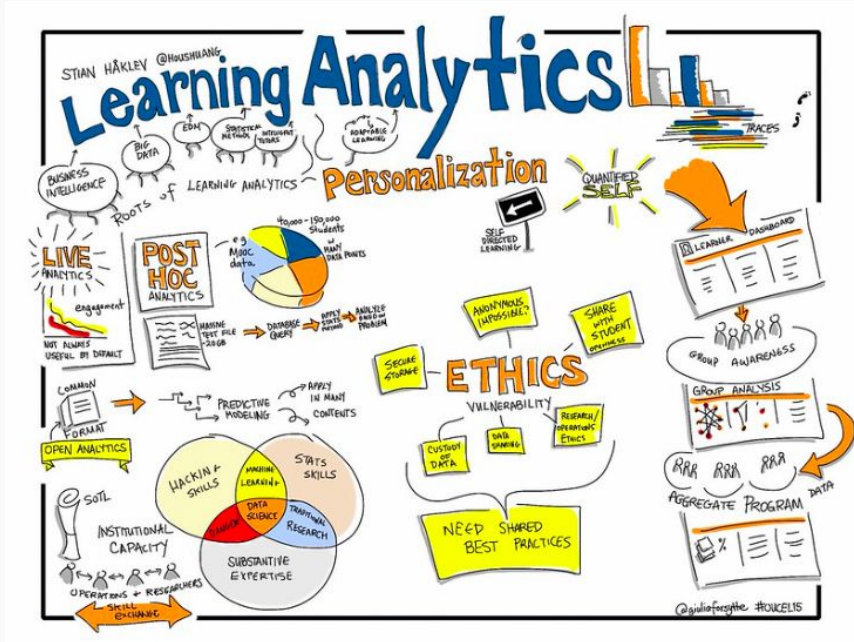 STIAN HÅKLEV @HOUSHUANG
Learning Analytics
TRACES
BUSINESS
INTELLIGENCE
BIG
DATA
EDM
STATISTICAL
METHODS
INTELLIGENT
TUTORS
ADAPTABLE
LEARNING
ROOTS of LEARNING ANALYTICS
Personalization
SELF
DIRECTED
LEARNING
QUANTIFIED
SELF
LEARNER DASHBOARD
GROUP AWARENESS
GROUP ANALYSIS
AGGREGATE PROGRAM DATA
%
LIVE
ANALYTICS
engagement
NOT ALWAYS
USEFUL BY DEFAULT
POST
HOC
ANALYTICS
e.g
MOOC
data
40,000-150,000
Students
W
MANY
DATA POINTS
MASSIVE
TEXT FILE
~20GB
DATABASE
QUERY
APPLY
STATS
METHOD
ANALYZE
BASED ON
PROBLEM
COMMON
FORMAT
OPEN ANALYTICS
PREDICTIVE
MODELING
APPLY
IN MANY
CONTENTS
SOTL
INSTITUTIONAL
CAPACITY
OPERATIONS + RESEARCHERS
SKILL
EXCHANGE
HACKING
SKILLS
MACHINE
LEARNING
STATS
SKILLS
DATA
SCIENCE
DANGER
TRADITIONAL
RESEARCH
SUBSTANTIVE
EXPERTISE
ANONYMOUS
IMPOSSIBLE?
SHARE
WITH
STUDENT
OPENNESS
SECURE
STORAGE
ETHICS
VULNERABILITY
CUSTODY
OF
DATA
DATA
SHARING
RESEARCH/
OPERATIONS
ETHICS
NEED SHARED
BEST PRACTICES
@giuliaforsythe #OUCEL15